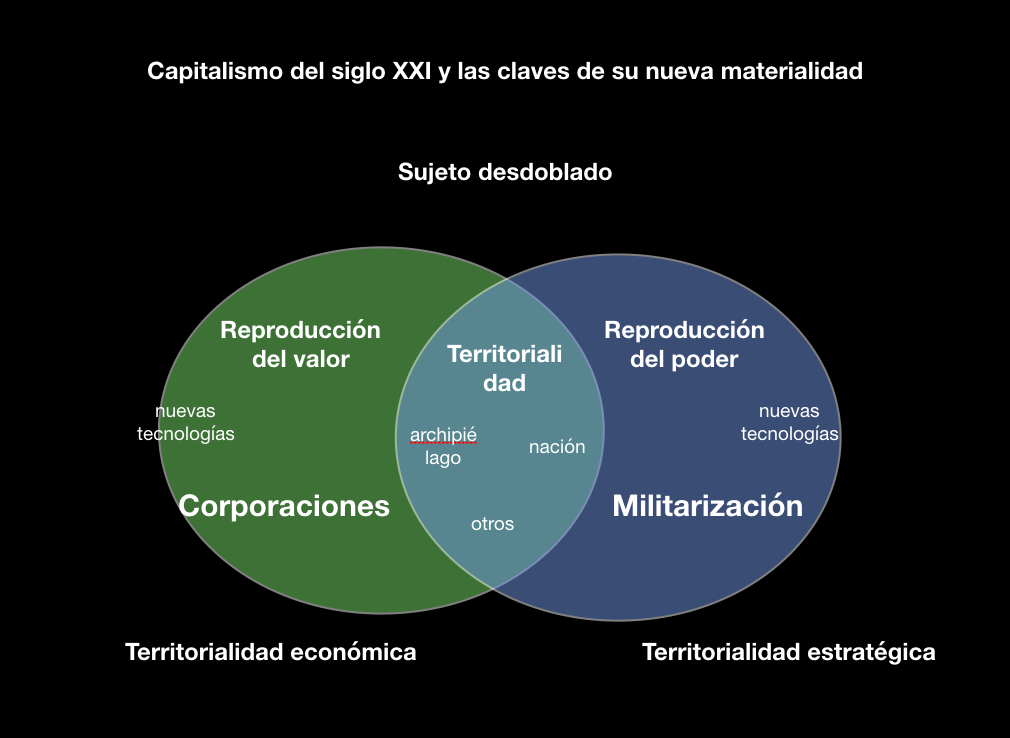 Capitalismo del siglo XXI y las claves de su nueva materialidad
Sujeto desdoblado
Reproducción
del valor
nuevas
tecnologías
Corporaciones
Territoriali
dad
archipié
lago
nación
otros
Reproducción
del poder
nuevas
tecnologías
Militarización
Territorialidad económica
Territorialidad estratégica